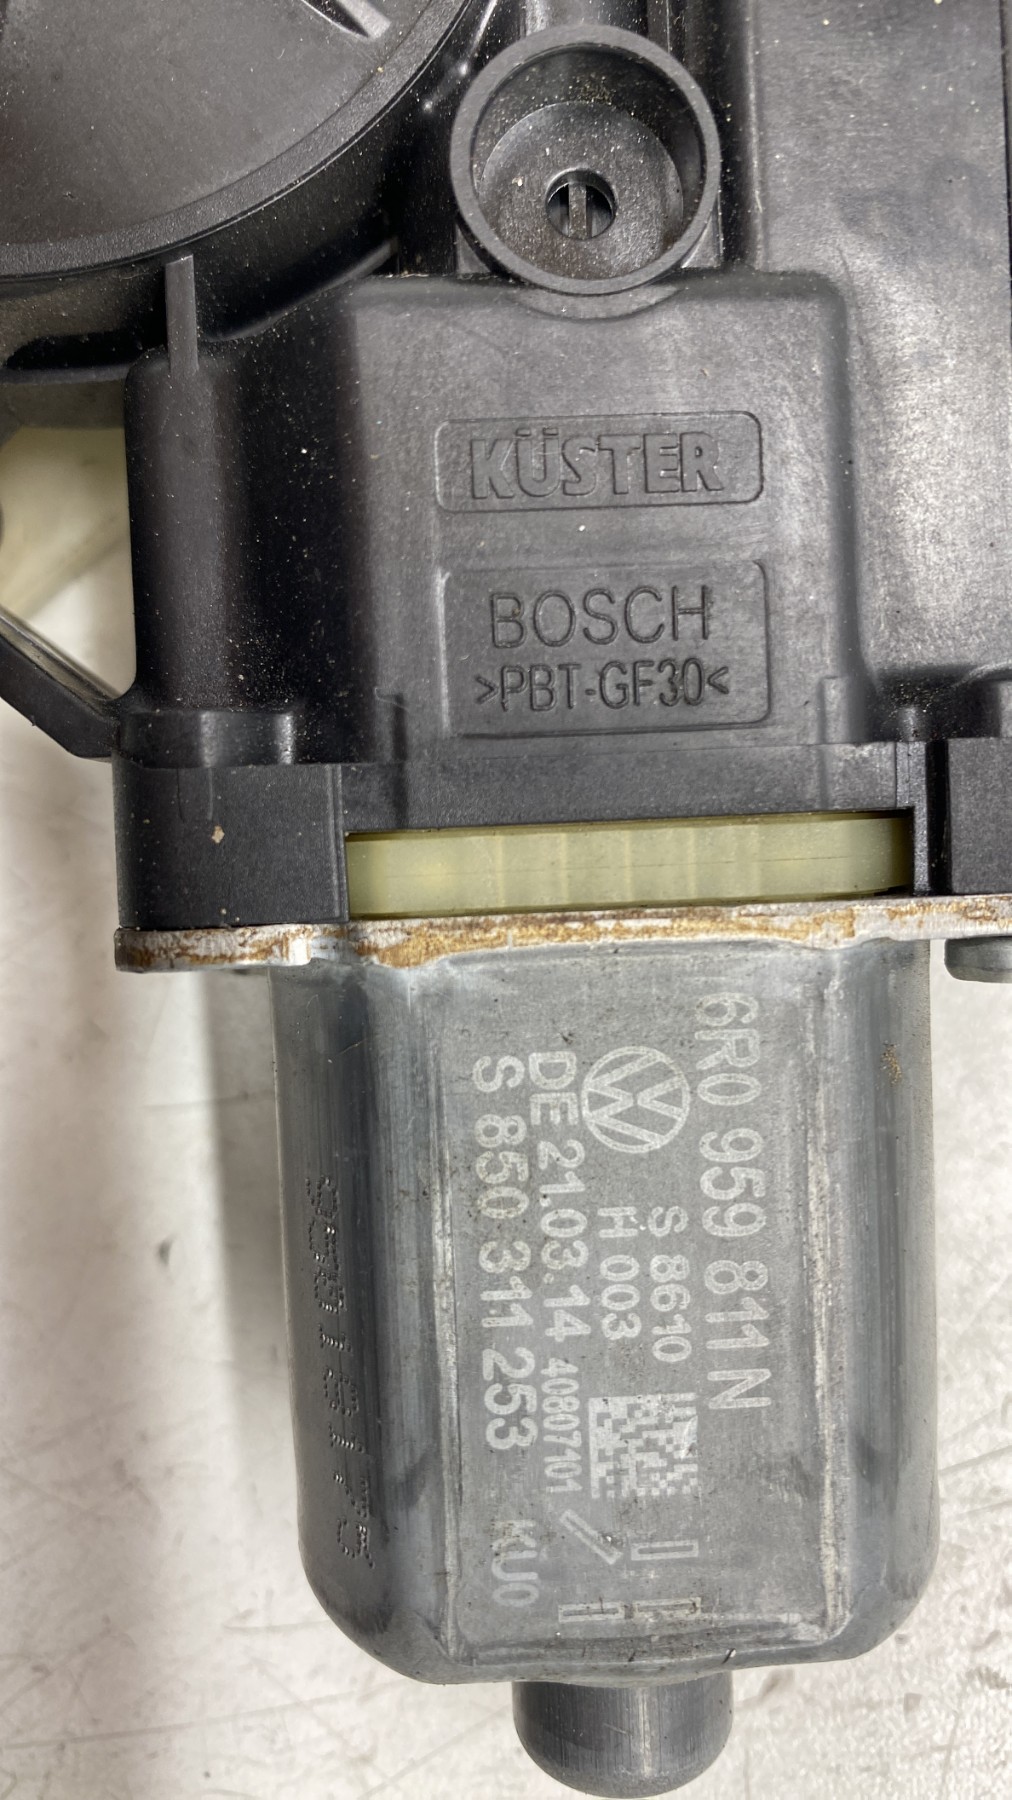 KÜSTER
BOSCH
>PBT-GF30<
6R0 959 811 N
S 8610
H 003
DE 21.03.14 40807101
S 850 311 253 KU0